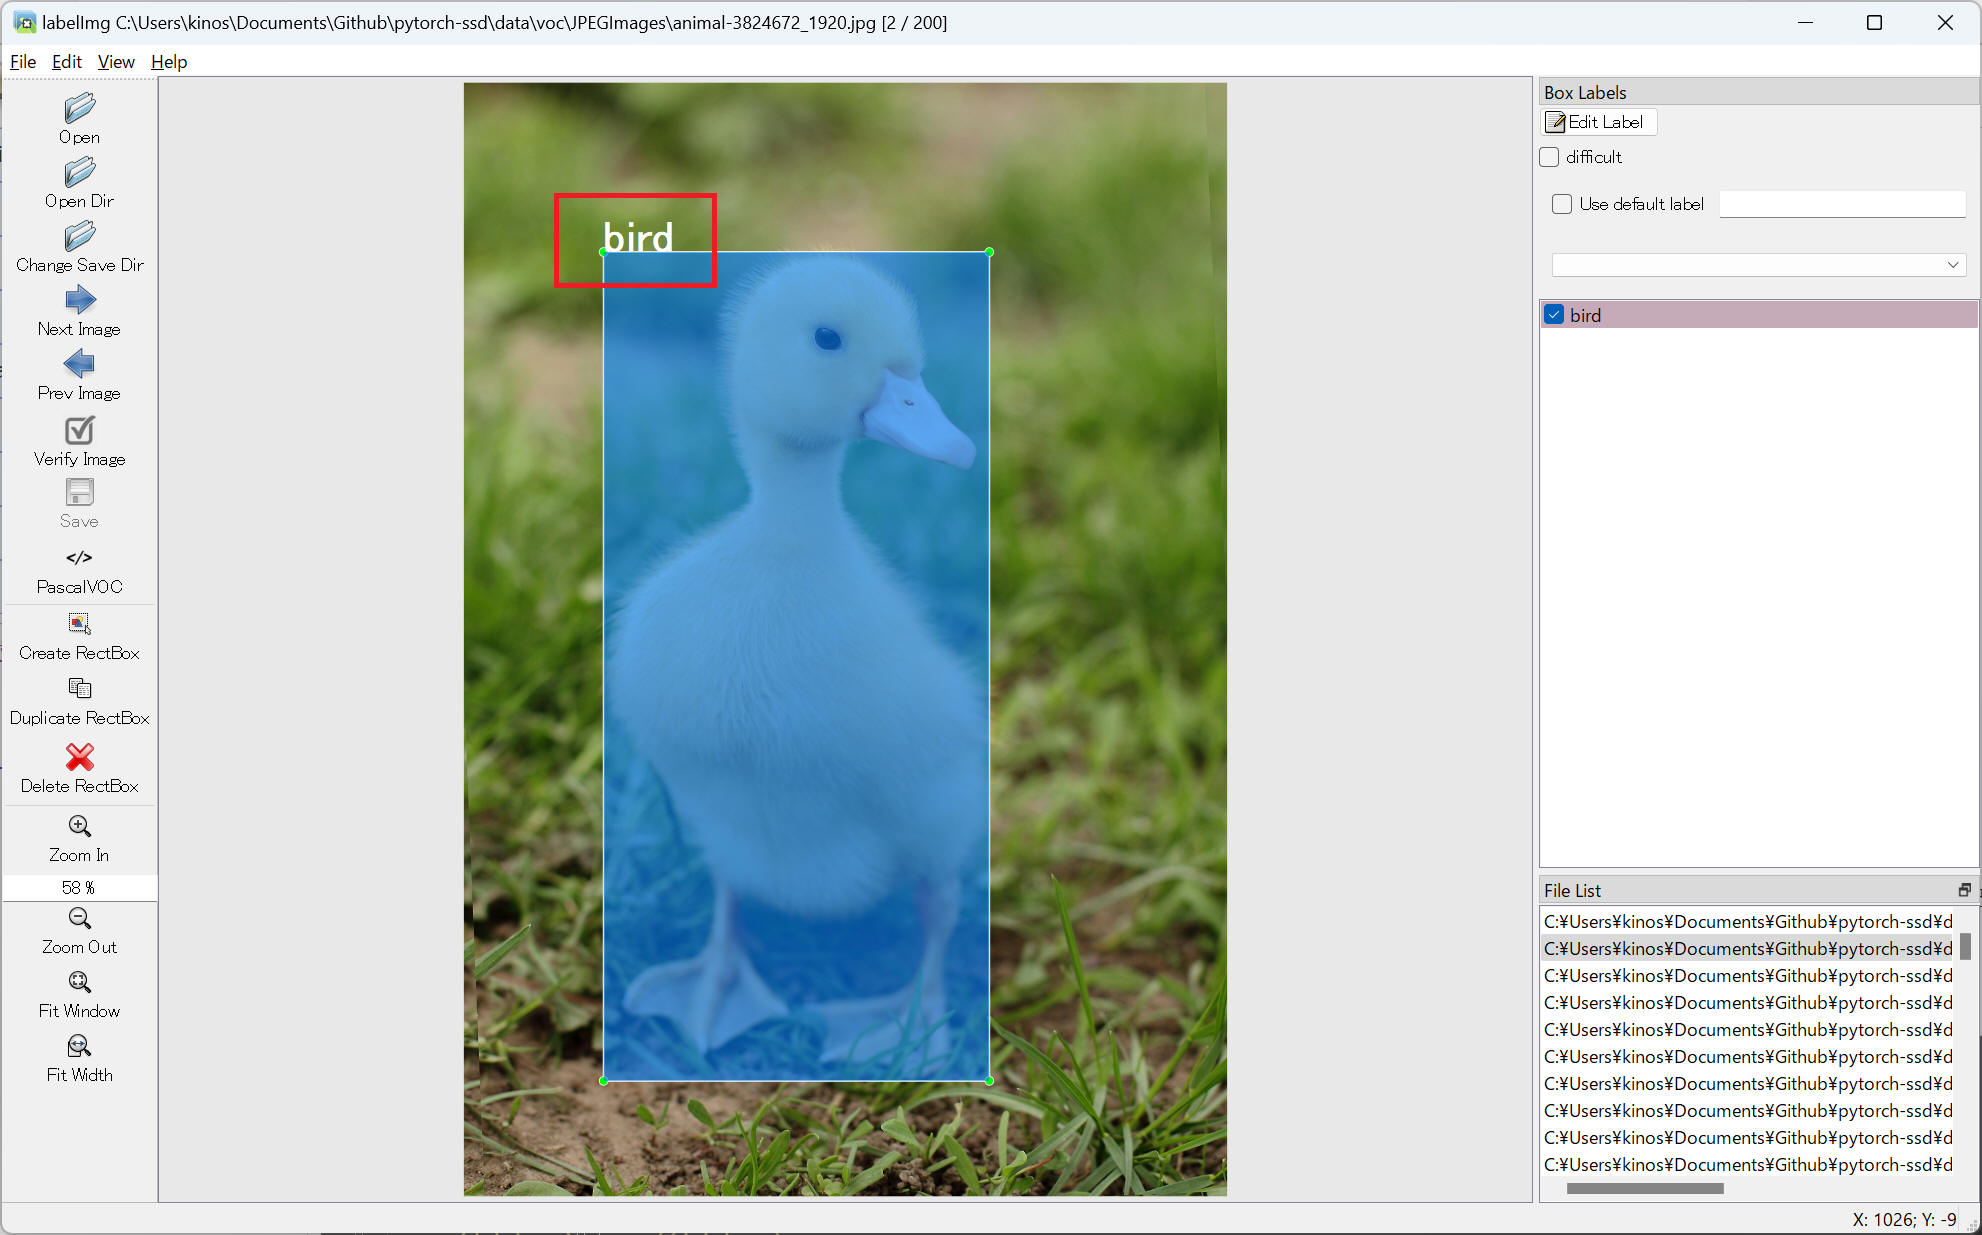 labelImg C:\Users\kinos\Documents\Github\pytorch-ssd\data\voc\JPEGImages\animal-3824672_1920.jpg [2 / 200]
File Edit View Help
Open
Open Dir
Change Save Dir
Next Image
Prev Image
Verify Image
Save
</>
PascalVOC
Create RectBox
Duplicate RectBox
Delete RectBox
Zoom In
58 %
Zoom Out
Fit Window
Fit Width
bird
Box Labels
Edit Label
difficult
Use default label
bird
File List
C:¥Users¥kinos¥Documents¥Github¥pytorch-ssd¥d
C:¥Users¥kinos¥Documents¥Github¥pytorch-ssd¥d
C:¥Users¥kinos¥Documents¥Github¥pytorch-ssd¥d
C:¥Users¥kinos¥Documents¥Github¥pytorch-ssd¥d
C:¥Users¥kinos¥Documents¥Github¥pytorch-ssd¥d
C:¥Users¥kinos¥Documents¥Github¥pytorch-ssd¥d
C:¥Users¥kinos¥Documents¥Github¥pytorch-ssd¥d
C:¥Users¥kinos¥Documents¥Github¥pytorch-ssd¥d
C:¥Users¥kinos¥Documents¥Github¥pytorch-ssd¥d
C:¥Users¥kinos¥Documents¥Github¥pytorch-ssd¥d
X: 1026; Y: -9